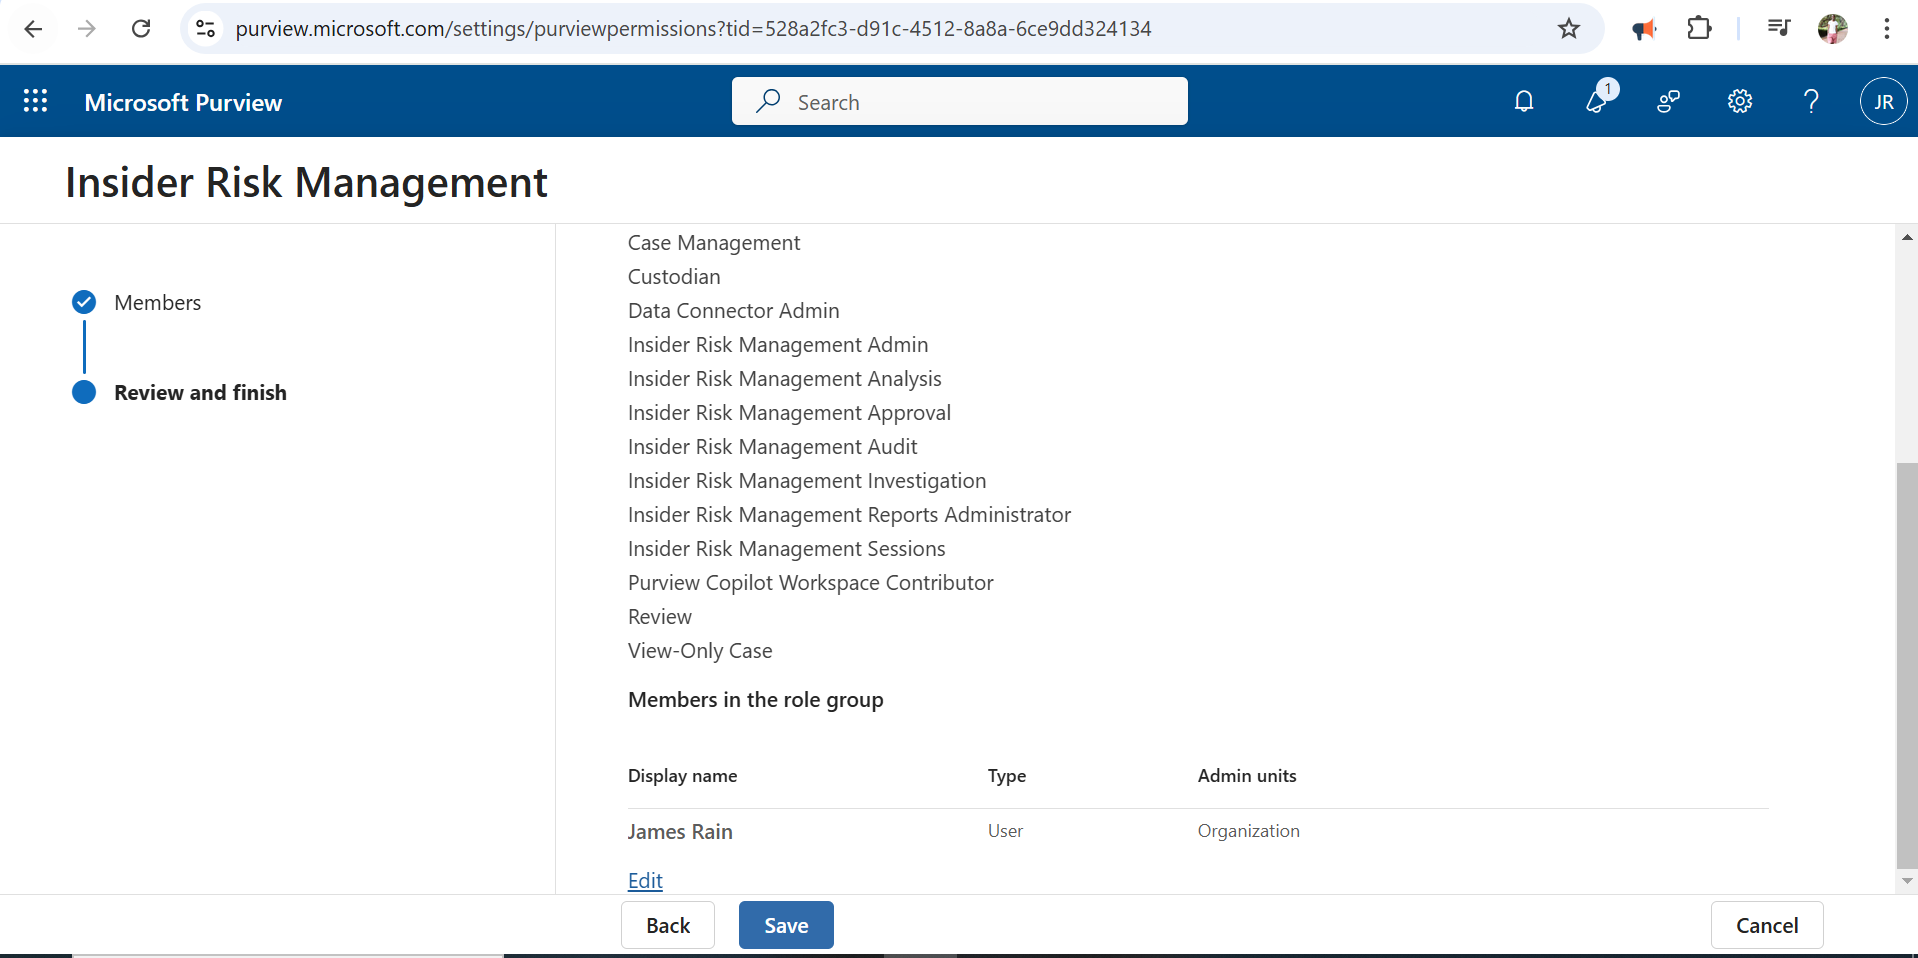 purview.microsoft.com/settings/purviewpermissions?tid=528a2fc3-d91c-4512-8a8a-6ce9dd324134
Microsoft Purview
Search
1
JR
Insider Risk Management
Members
Review and finish
Case Management
Custodian
Data Connector Admin
Insider Risk Management Admin
Insider Risk Management Analysis
Insider Risk Management Approval
Insider Risk Management Audit
Insider Risk Management Investigation
Insider Risk Management Reports Administrator
Insider Risk Management Sessions
Purview Copilot Workspace Contributor
Review
View-Only Case
Members in the role group
Display name Type Admin units
James Rain User Organization
Edit
Back Save Cancel